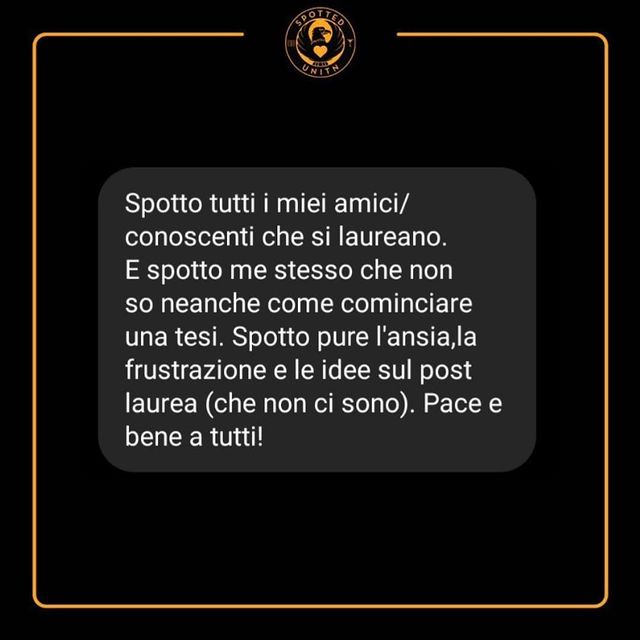 SPOTTED
UNITN
Spotto tutti i miei amici/
conoscenti che si laureano.
E spotto me stesso che non
so neanche come cominciare
una tesi. Spotto pure l'ansia,la
frustrazione e le idee sul post
laurea (che non ci sono). Pace e
bene a tutti!